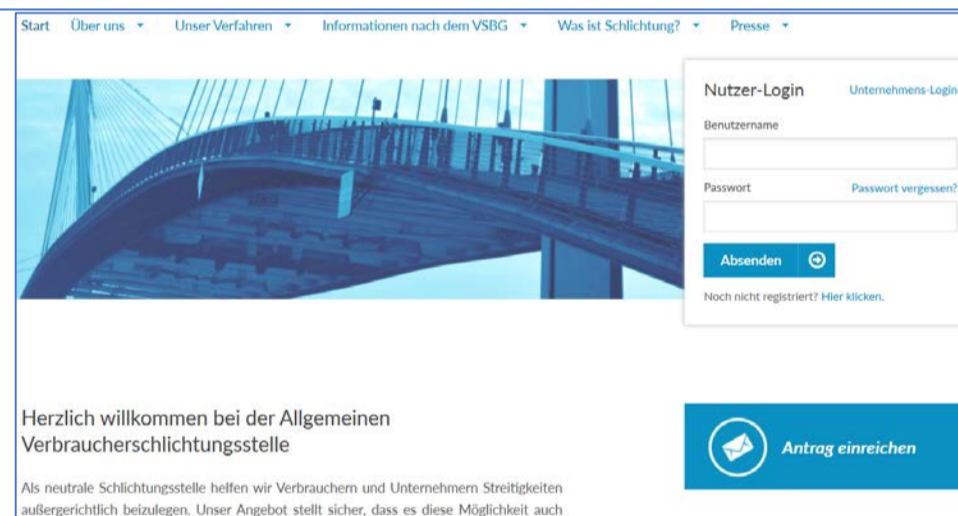 Start Über uns Unser Verfahren Informationen nach dem VSBG Was ist Schlichtung? Presse
Nutzer-Login Unternehmens-Login
Benutzername
Passwort Passwort vergessen?
Absenden
Noch nicht registriert? Hier klicken.
Herzlich willkommen bei der Allgemeinen
Verbraucherschlichtungsstelle
Antrag einreichen
Als neutrale Schlichtungsstelle helfen wir Verbrauchern und Unternehmern Streitigkeiten
außergerichtlich beizulegen. Unser Angebot stellt sicher, dass es diese Möglichkeit auch